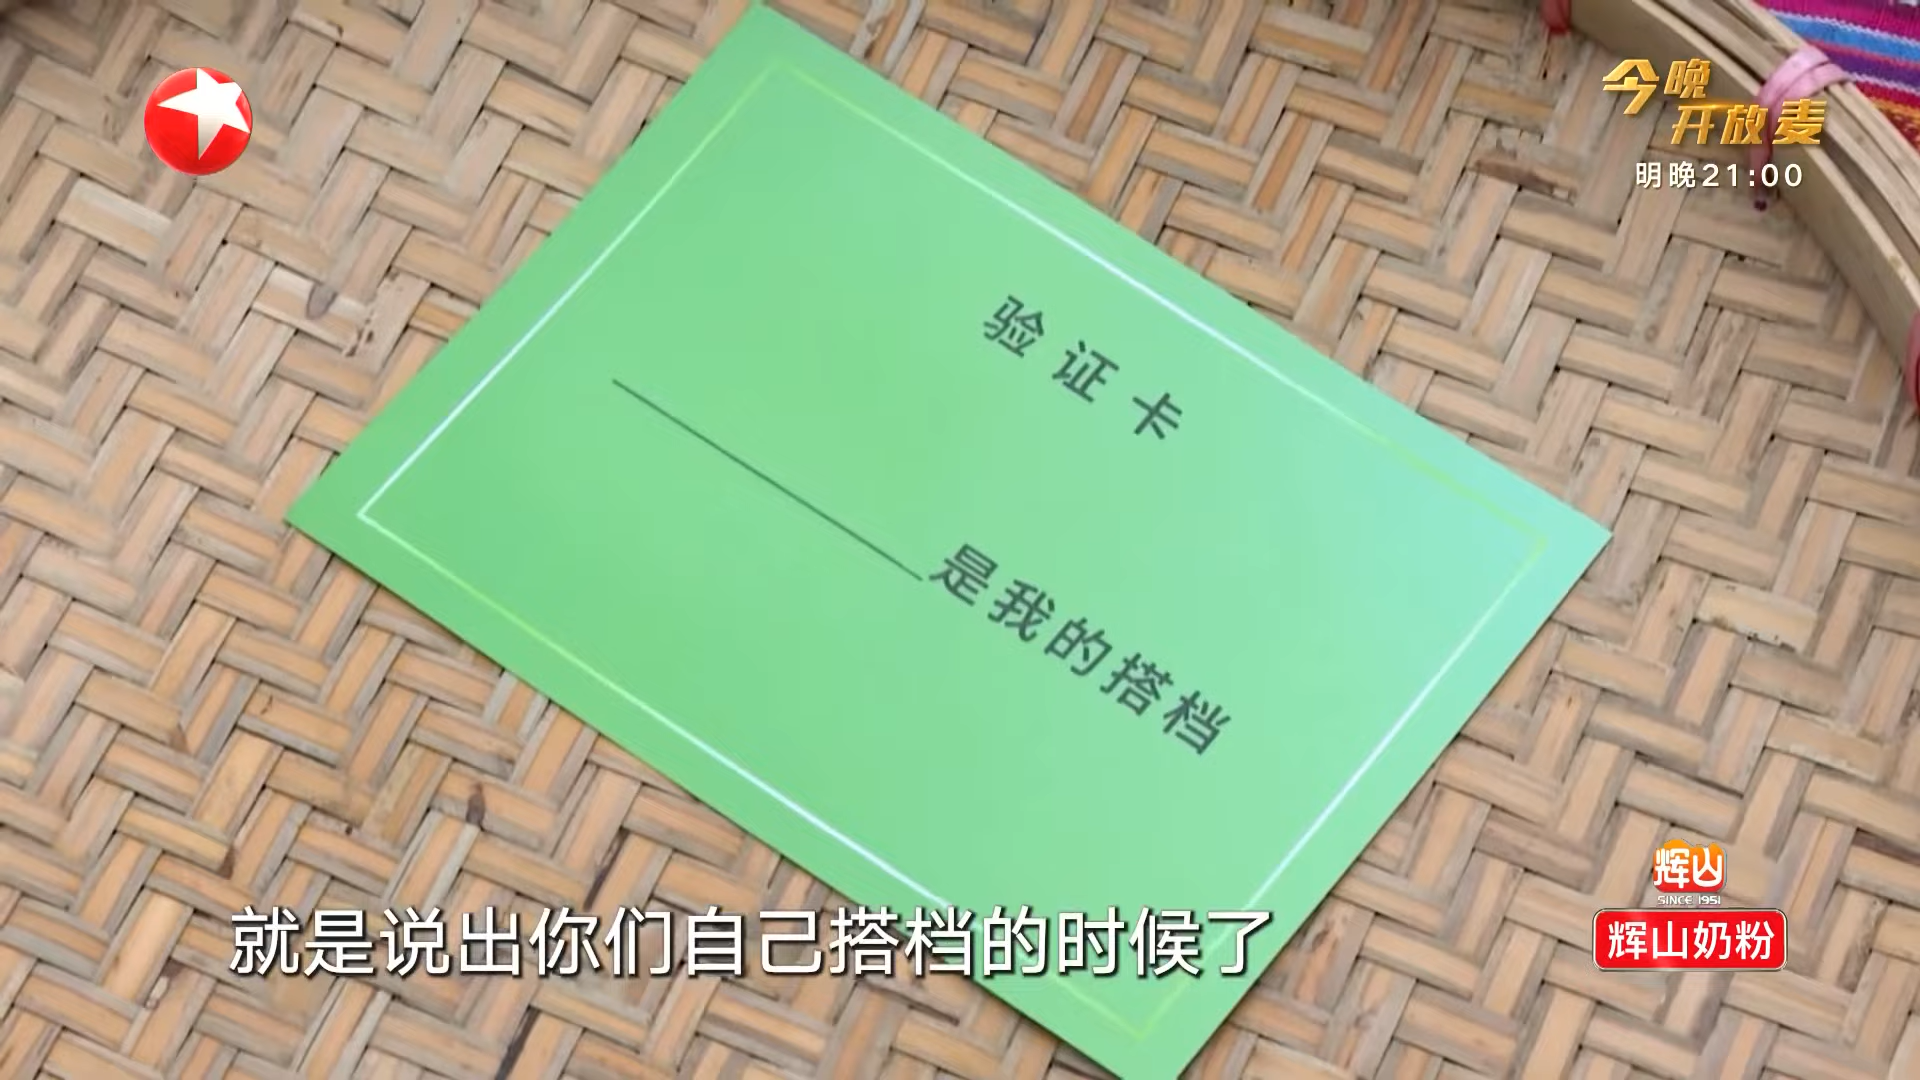 今晚
开放麦
明晚21:00
验证卡
是我的搭档
辉山
SINCE 1951
辉山奶粉
就是说出你们自己搭档的时候了